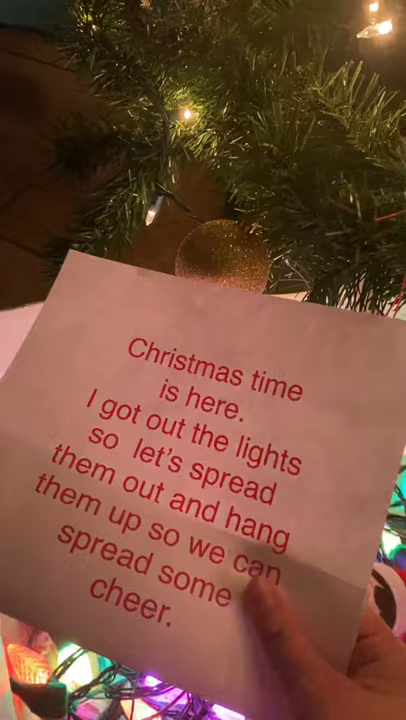 Christmas time
is here.
I got out the lights
so let's spread
them out and hang
them up so we can
spread some
cheer.